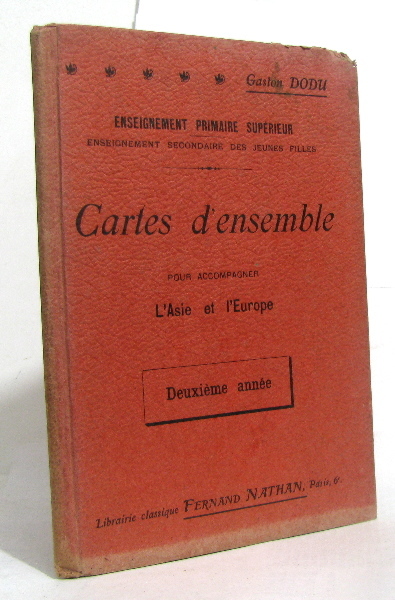 Gaston DODU
ENSEIGNEMENT PRIMAIRE SUPÉRIEUR
ENSEIGNEMENT SECONDAIRE DES JEUNES FILLES
Cartes d'ensemble
POUR ACCOMPAGNER
L'Asie et l'Europe
Deuxième année
Librairie classique FERNAND NATHAN, Paris, 6e